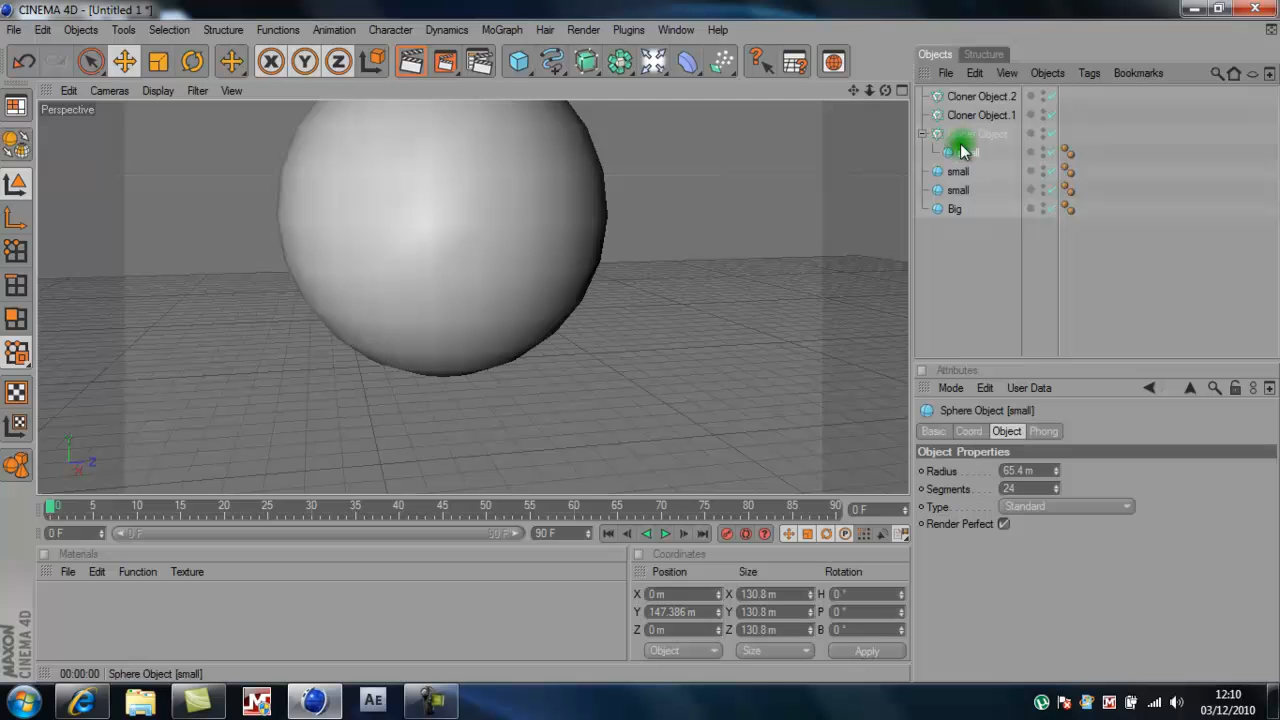 CINEMA 4D - [Untitled 1 *]
File Edit Objects Tools Selection Structure Functions Animation Character Dynamics MoGraph Hair Render Plugins Window Help
X Y Z
Objects Structure
File Edit View Objects Tags Bookmarks
Edit Cameras Display Filter View
Perspective
Cloner Object.2
Cloner Object.1
small
small
Big
Y
Z
X
Attributes
Mode Edit User Data
Sphere Object [small]
Basic Coord Object Phong
Object Properties
Radius 65.4 m
Segments 24
Type Standard
Render Perfect
0 5 10 15 20 25 30 35 40 45 50 55 60 65 70 75 80 85 90 0 F
0 F 0 F 90 F 90 F
Materials
File Edit Function Texture
Coordinates
Position Size Rotation
X 0 m X 130.8 m H 0 °
Y 147.386 m Y 130.8 m P 0 °
Z 0 m Z 130.8 m B 0 °
Object Size Apply
MAXON
CINEMA 4D
00:00:00 Sphere Object [small]
AE
12:10
03/12/2010